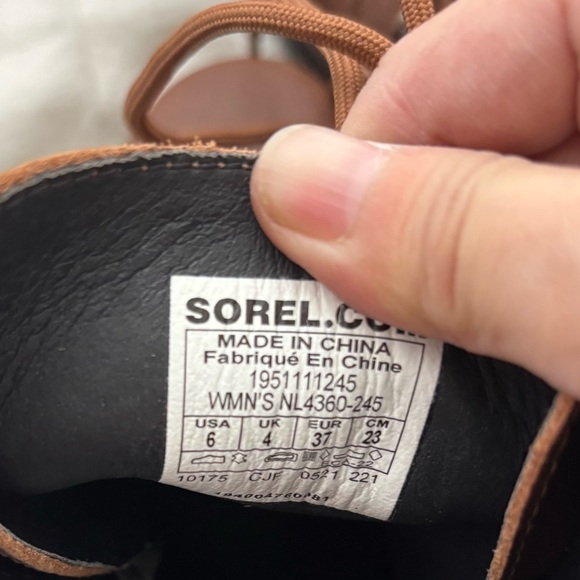 SOREL.COM
MADE IN CHINA
Fabriqué En Chine
1951111245
WMN'S NL4360-245
USA UK EUR CM
6 4 37 23
10175 CJF 0521 221